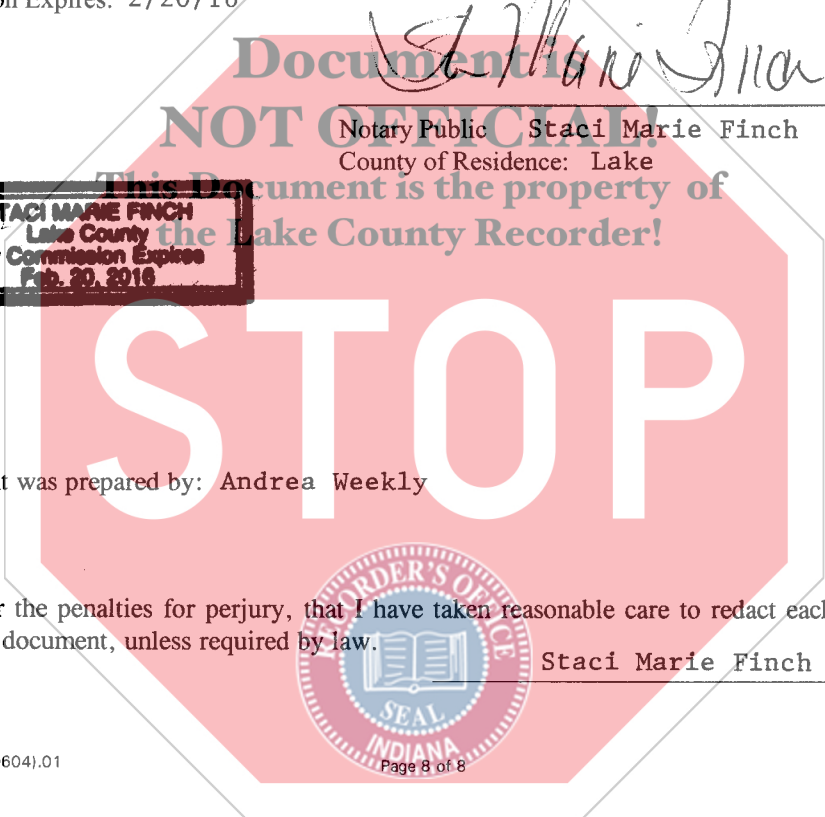 on Expires: 2/20/16
Document is
NOT OFFICIAL!
Notary Public Staci Marie Finch
County of Residence: Lake
This Document is the property of
the Lake County Recorder!
TACI MARIE FINCH
Lake County
Commission Expires
Feb. 20, 2016
STOP
t was prepared by: Andrea Weekly
r the penalties for perjury, that I have taken reasonable care to redact each
document, unless required by law.
Staci Marie Finch
RECORDER'S OFFICE
SEAL
INDIANA
604).01
Page 8 of 8